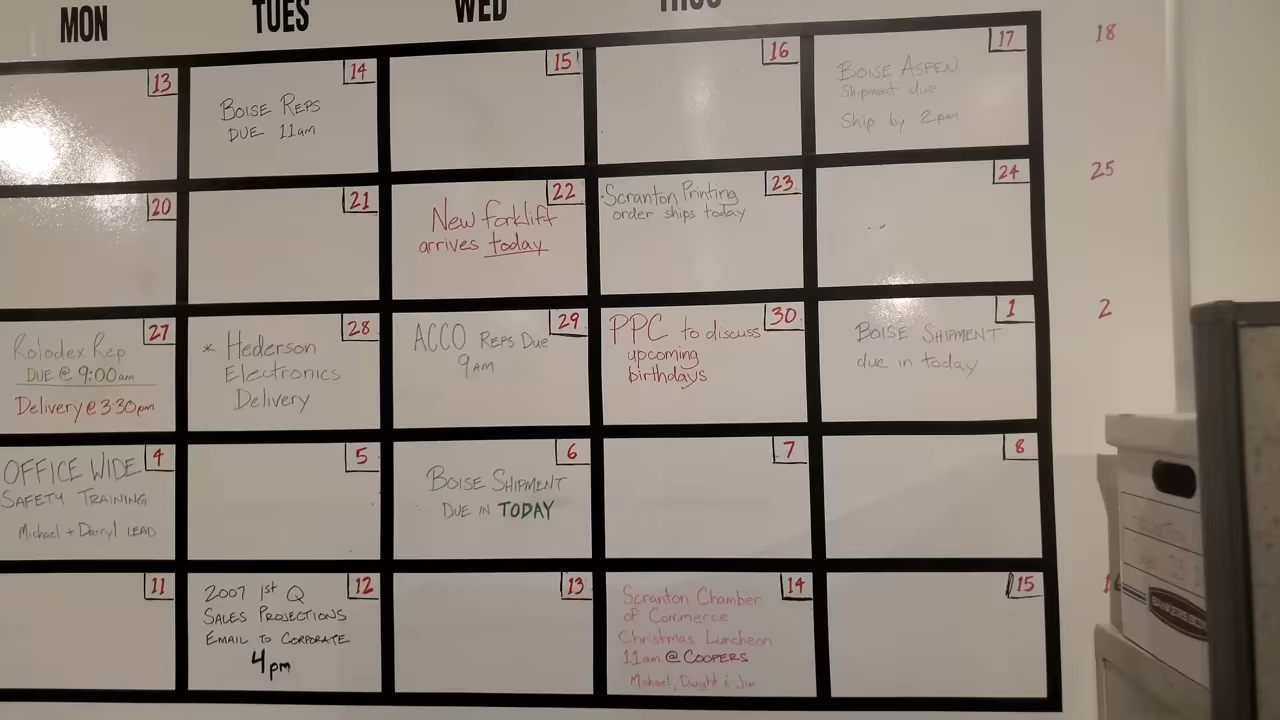 MON
TUES
WED
13
14
BOISE REPS
DUE 11am
15
16
17
BOISE ASPEN
Shipment due
Ship by 2pm
18
20
21
22
New forklift
arrives today
23
Scranton Printing
order ships today
24
25
27
Rolodex Rep
DUE @ 9:00am
Delivery @ 3:30pm
28
* Hederson
Electronics
Delivery
29
ACCO REPS DUE
9AM
30
PPC to discuss
upcoming
birthdays
1
BOISE SHIPMENT
due in today
2
4
OFFICE WIDE
SAFETY TRAINING
Michael + Darryl LEAD
5
6
BOISE SHIPMENT
DUE IN TODAY
7
8
11
12
2007 1st Q
SALES PROJECTIONS
EMAIL TO CORPORATE
4pm
13
14
Scranton Chamber
of Commerce
Christmas Luncheon
11am @ COOPERS
Michael, Dwight & Jim
15
BANKERS BOX